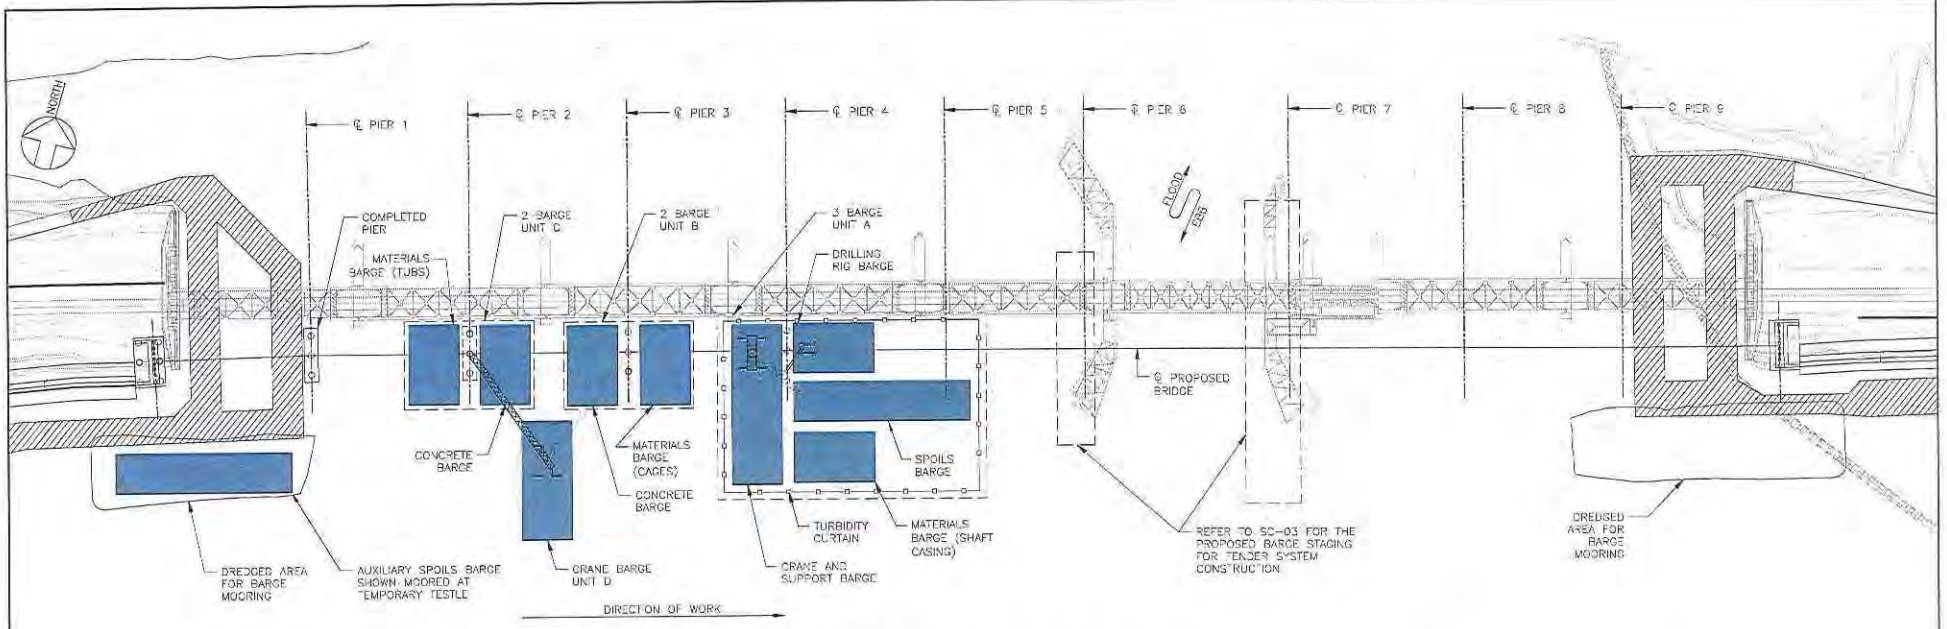 NORTH
℄ PIER 1
℄ PIER 2
℄ PIER 3
℄ PIER 4
℄ PIER 5
℄ PIER 6
℄ PIER 7
℄ PIER 8
℄ PIER 9
COMPLETED
PIER
2 BARGE
UNIT C
2 BARGE
UNIT B
3 BARGE
UNIT A
FLOOD
EBB
MATERIALS
BARGE (TUBS)
DRILLING
RIG BARGE
℄ PROPOSED
BRIDGE
CONCRETE
BARGE
MATERIALS
BARGE
(CAGES)
CONCRETE
BARGE
SPOILS
BARGE
TURBIDITY
CURTAIN
MATERIALS
BARGE (SHAFT
CASING)
REFER TO SC-03 FOR THE
PROPOSED BARGE STAGING
FOR FENDER SYSTEM
CONSTRUCTION
DREDGED
AREA FOR
BARGE
MOORING
DREDGED AREA
FOR BARGE
MOORING
AUXILIARY SPOILS BARGE
SHOWN MOORED AT
TEMPORARY TESTLE
CRANE BARGE
UNIT D
CRANE AND
SUPPORT BARGE
DIRECTION OF WORK